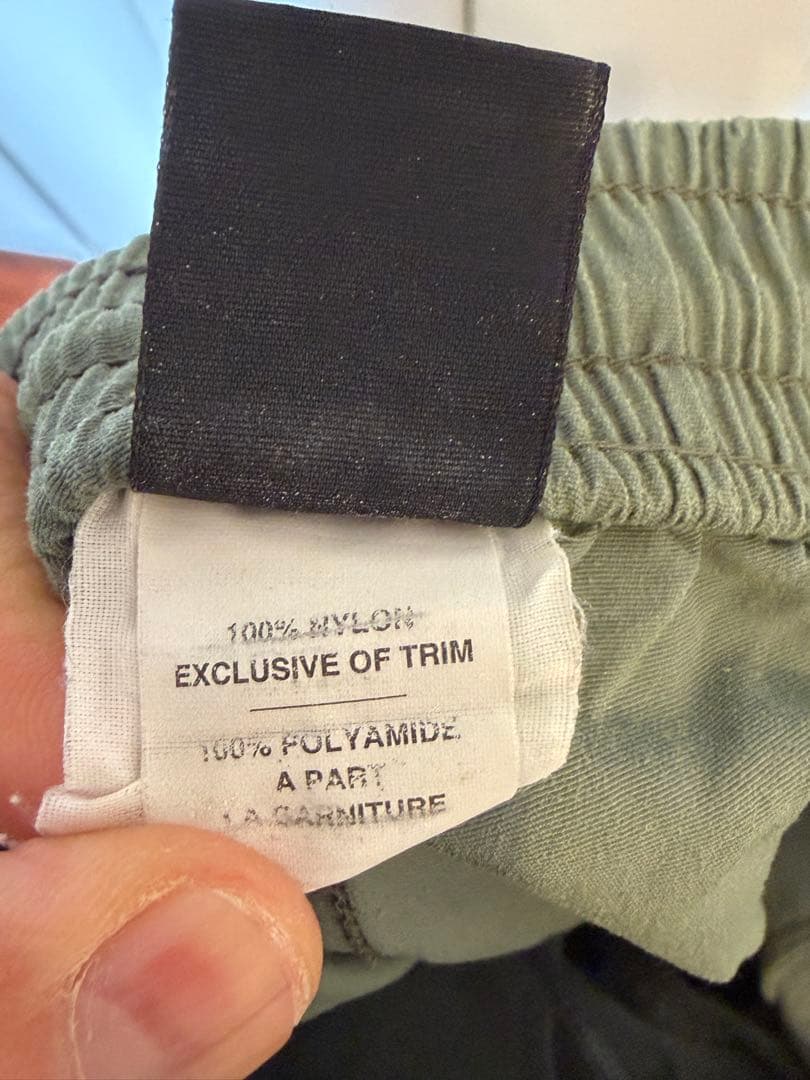 100% NYLON
EXCLUSIVE OF TRIM
100% POLYAMIDE,
A PART
LA GARNITURE